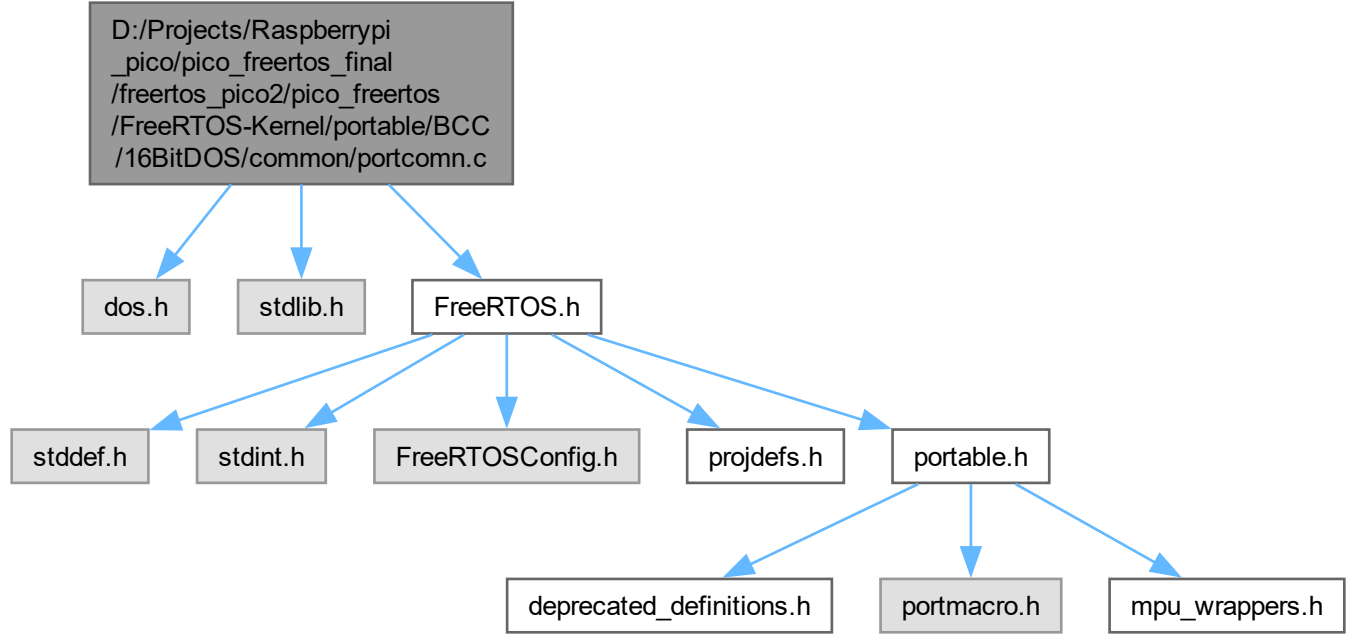 D:/Projects/Raspberrypi
_pico/pico_freertos_final
/freertos_pico2/pico_freertos
/FreeRTOS-Kernel/portable/BCC
/16BitDOS/common/portcomn.c
dos.h
stdlib.h
FreeRTOS.h
stddef.h
stdint.h
FreeRTOSConfig.h
projdefs.h
portable.h
deprecated_definitions.h
portmacro.h
mpu_wrappers.h